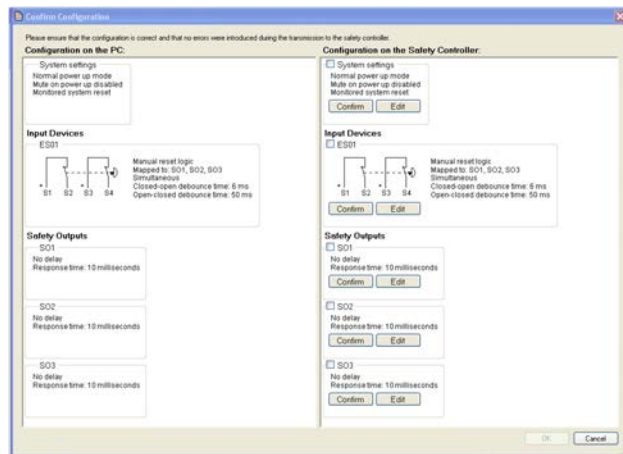 Confirm Configuration
Please ensure that the configuration is correct and that no errors were introduced during the transmission to the safety controller.
Configuration on the PC:
System settings
Normal power up mode
Mute on power up disabled
Monitored system reset
Input Devices
ES01
S1 S2 S3 S4
Manual reset logic
Mapped to: SO1, SO2, SO3
Simultaneous
Closed-open debounce time: 6 ms
Open-closed debounce time: 50 ms
Safety Outputs
SO1
No delay
Response time: 10 milliseconds
SO2
No delay
Response time: 10 milliseconds
SO3
No delay
Response time: 10 milliseconds
Configuration on the Safety Controller:
System settings
Normal power up mode
Mute on power up disabled
Monitored system reset
Confirm Edit
Input Devices
ES01
S1 S2 S3 S4
Manual reset logic
Mapped to: SO1, SO2, SO3
Simultaneous
Closed-open debounce time: 6 ms
Open-closed debounce time: 50 ms
Confirm Edit
Safety Outputs
SO1
No delay
Response time: 10 milliseconds
Confirm Edit
SO2
No delay
Response time: 10 milliseconds
Confirm Edit
SO3
No delay
Response time: 10 milliseconds
Confirm Edit
OK Cancel